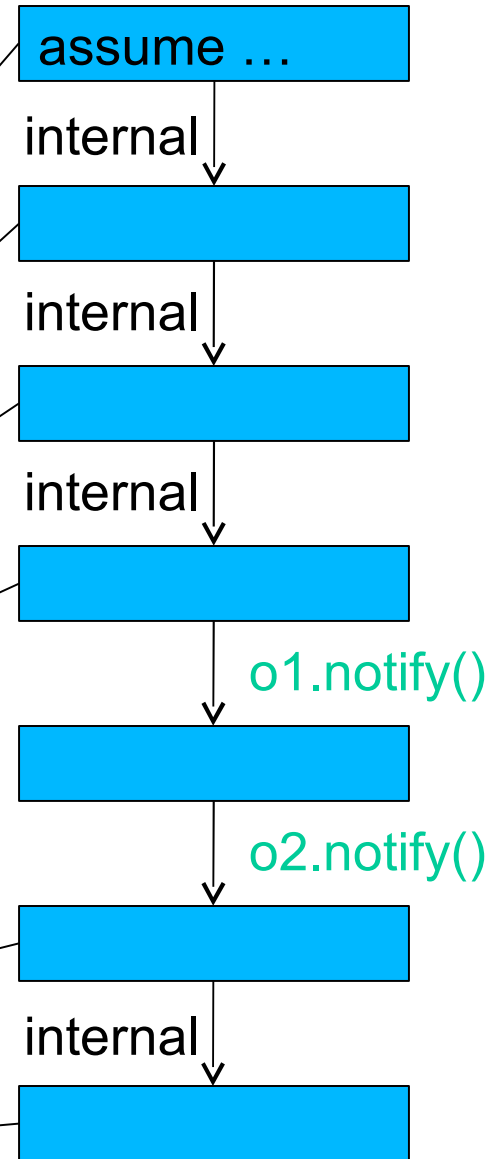 assume …
internal
internal
internal
o1.notify()
o2.notify()
internal